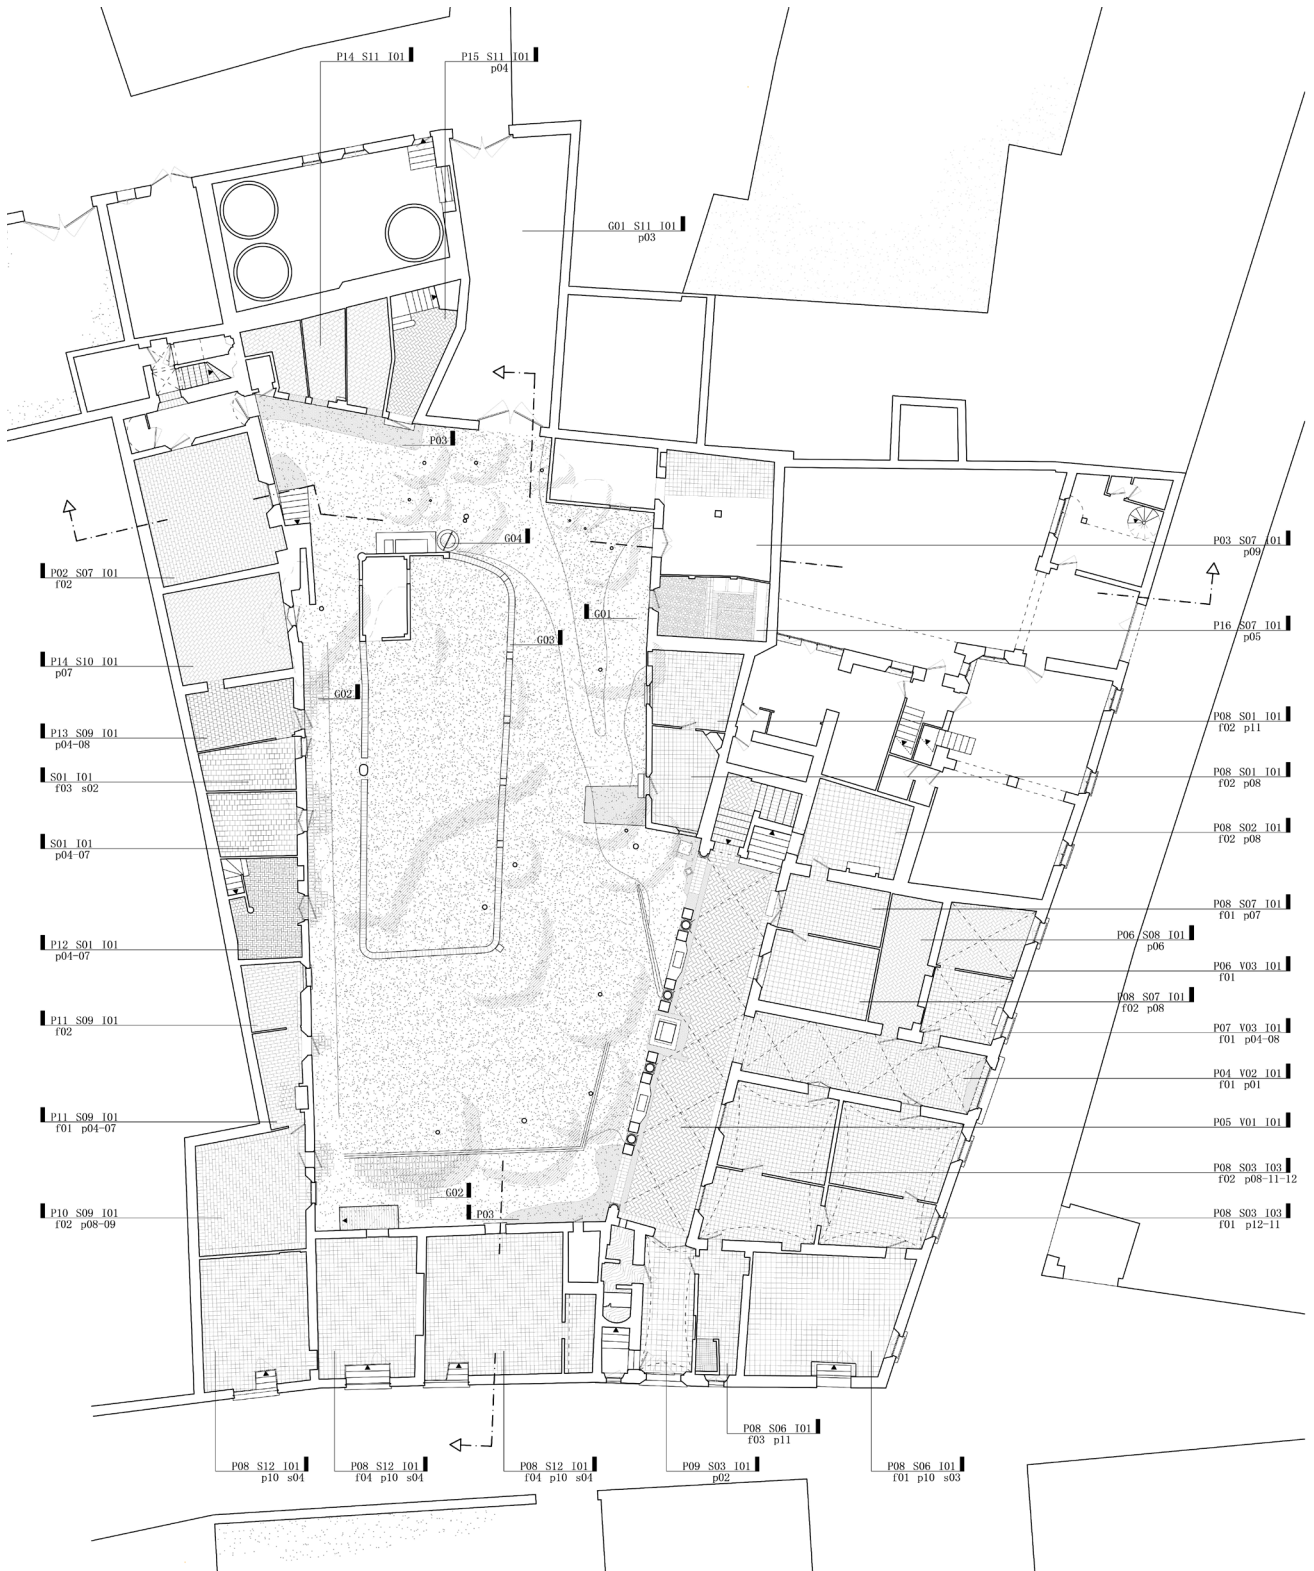 P14 S11 I01
P15 S11 I01
p04
G01 S11 I01
p03
P03
G04
P03 S07 I01
p09
P02 S07 I01
f02
G01
P16 S07 I01
p05
G03
P14 S10 I01
p07
G02
P08 S01 I01
f02 p11
P13 S09 I01
p04-08
S01 I01
f03 s02
P08 S01 I01
f02 p08
P08 S02 I01
f02 p08
S01 I01
p04-07
P08 S07 I01
f01 p07
P12 S01 I01
p04-07
P06 S08 I01
p06
P06 V03 I01
f01
P08 S07 I01
f02 p08
P11 S09 I01
f02
P07 V03 I01
f01 p04-08
P04 V02 I01
f01 p01
P11 S09 I01
f01 p04-07
P05 V01 I01
P08 S03 I03
f02 p08-11-12
G02
P10 S09 I01
f02 p08-09
P03
P08 S03 I03
f01 p12-11
P08 S06 I01
f03 p11
P08 S12 I01
p10 s04
P08 S12 I01
f04 p10 s04
P08 S12 I01
f04 p10 s04
P09 S03 I01
p02
P08 S06 I01
f01 p10 s03